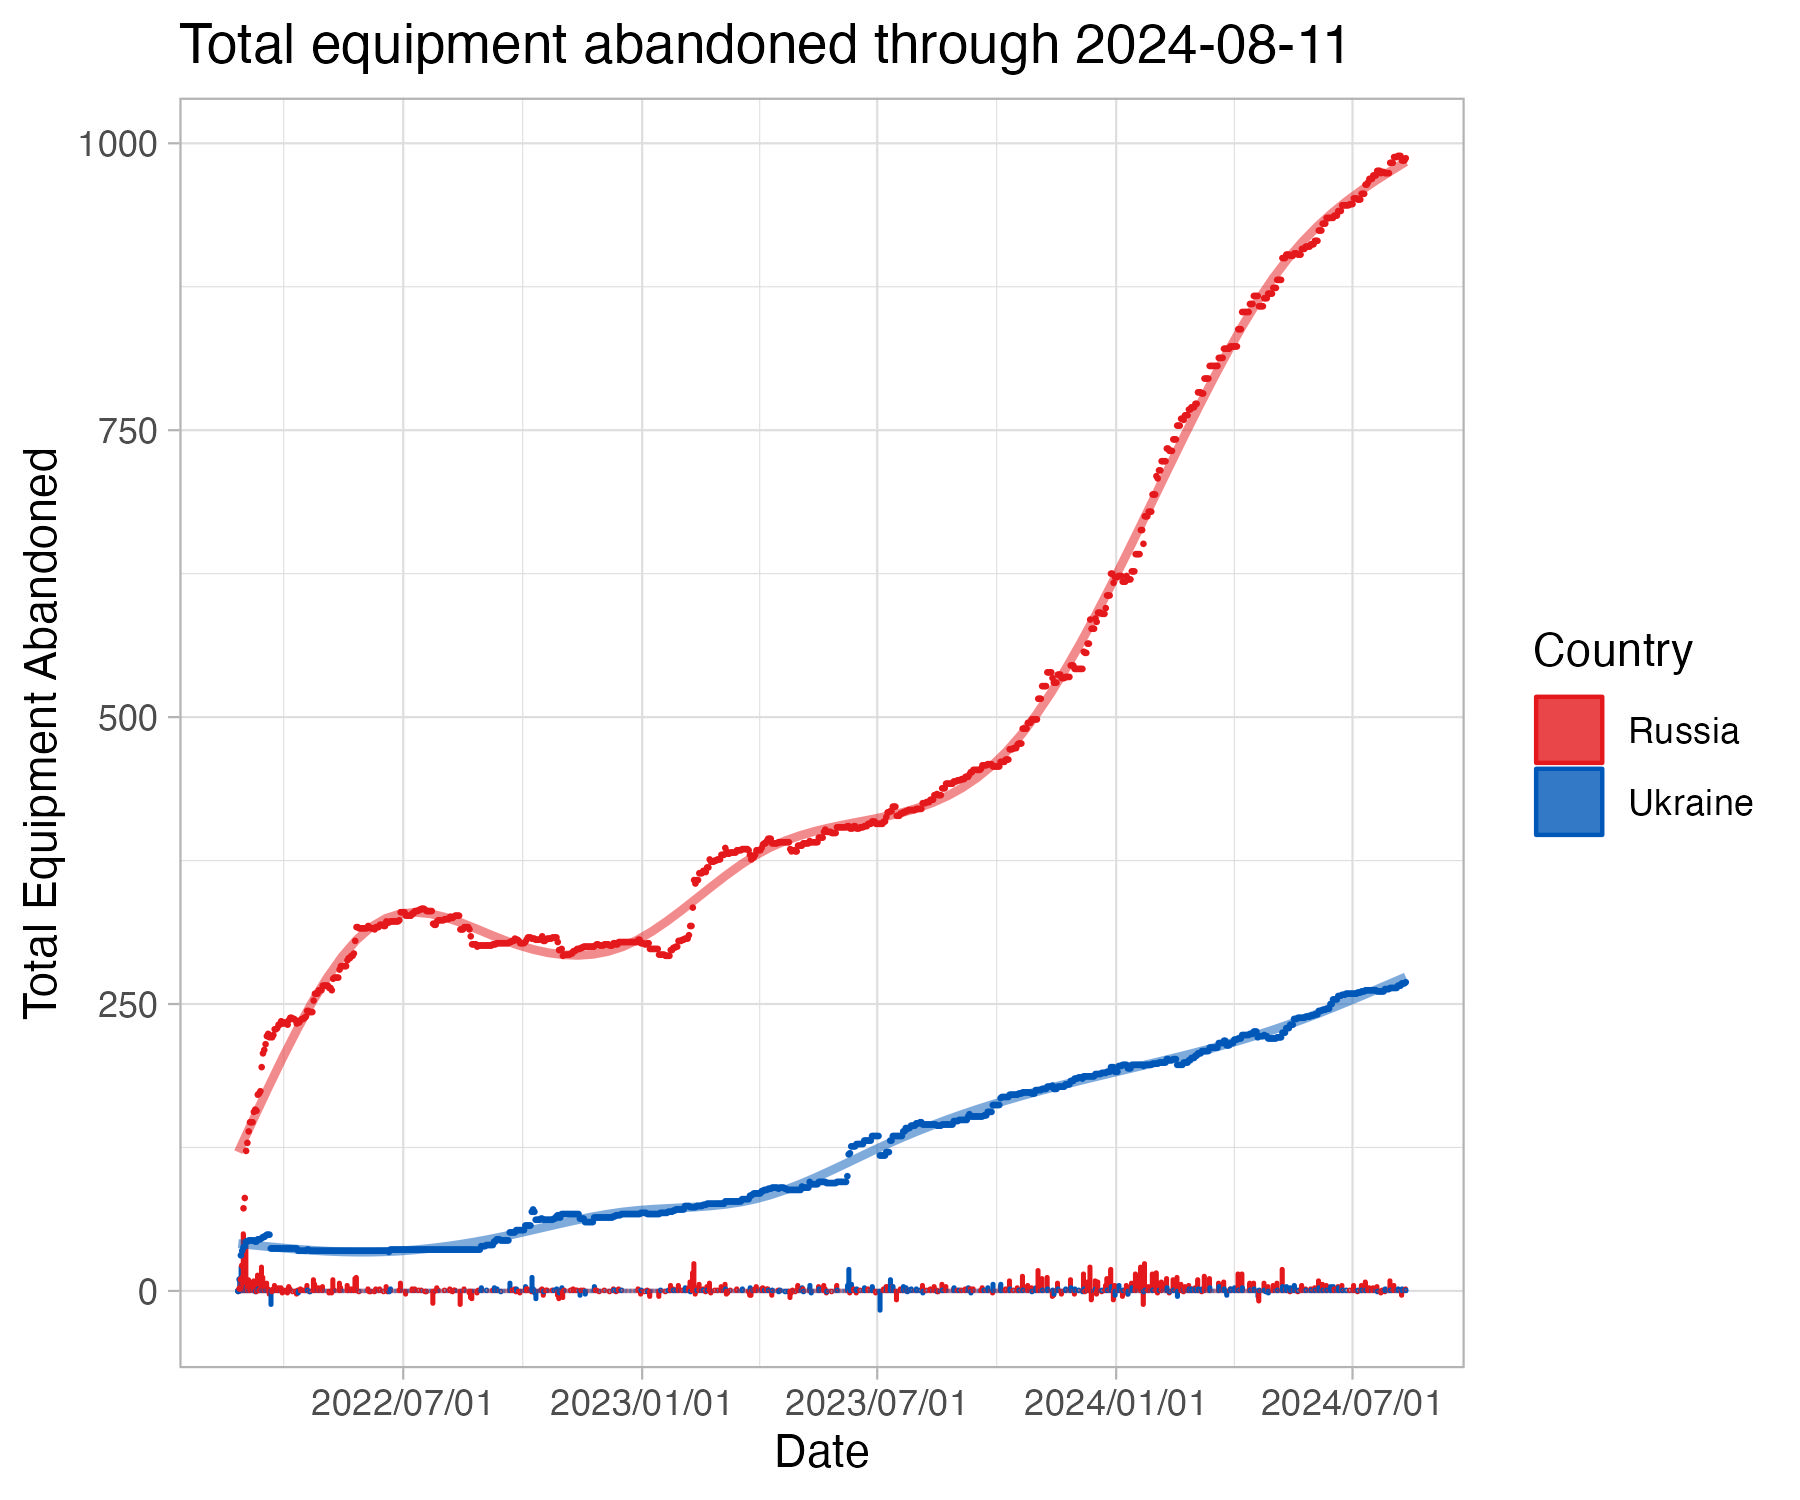 Total equipment abandoned through 2024-08-11
Total Equipment Abandoned
1000
750
500
250
0
2022/07/01
2023/01/01
2023/07/01
2024/01/01
2024/07/01
Date
Country
Russia
Ukraine